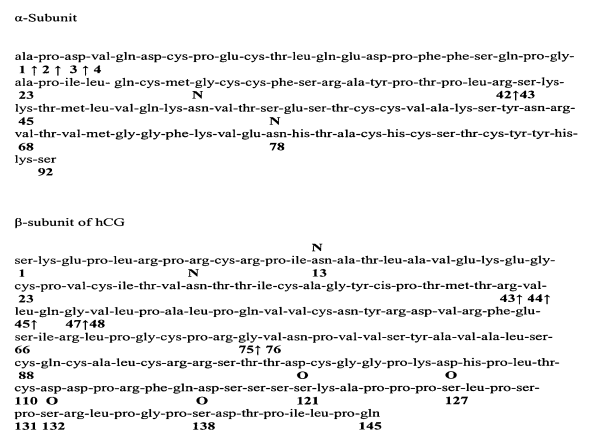 α-Subunit
ala-pro-asp-val-gln-asp-cys-pro-glu-cys-thr-leu-gln-glu-asp-pro-phe-phe-ser-gln-pro-gly-
1 ↑ 2 ↑ 3 ↑ 4
ala-pro-ile-leu- gln-cys-met-gly-cys-cys-phe-ser-arg-ala-tyr-pro-thr-pro-leu-arg-ser-lys-
23 N 42↑43
lys-thr-met-leu-val-gln-lys-asn-val-thr-ser-glu-ser-thr-cys-cys-val-ala-lys-ser-tyr-asn-arg-
45 N
val-thr-val-met-gly-gly-phe-lys-val-glu-asn-his-thr-ala-cys-his-cys-ser-thr-cys-tyr-tyr-his-
68 78
lys-ser
92
β-subunit of hCG
N
ser-lys-glu-pro-leu-arg-pro-arg-cys-arg-pro-ile-asn-ala-thr-leu-ala-val-glu-lys-glu-gly-
1 N 13
cys-pro-val-cys-ile-thr-val-asn-thr-thr-ile-cys-ala-gly-tyr-cis-pro-thr-met-thr-arg-val-
23 43↑ 44↑
leu-gln-gly-val-leu-pro-ala-leu-pro-gln-val-val-cys-asn-tyr-arg-asp-val-arg-phe-glu-
45↑ 47↑48
ser-ile-arg-leu-pro-gly-cys-pro-arg-gly-val-asn-pro-val-val-ser-tyr-ala-val-ala-leu-ser-
66 75↑ 76
cys-gln-cys-ala-leu-cys-arg-arg-ser-thr-thr-asp-cys-gly-gly-pro-lys-asp-his-pro-leu-thr-
88 O O
cys-asp-asp-pro-arg-phe-gln-asp-ser-ser-ser-ser-lys-ala-pro-pro-pro-ser-leu-pro-ser-
110 O O 121 127
pro-ser-arg-leu-pro-gly-pro-ser-asp-thr-pro-ile-leu-pro-gln
131 132 138 145